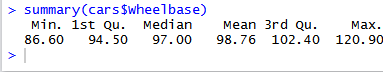 > summary(cars$wheelbase)
   Min. 1st Qu.  Median    Mean 3rd Qu.    Max.
  86.60   94.50   97.00   98.76  102.40  120.90
>